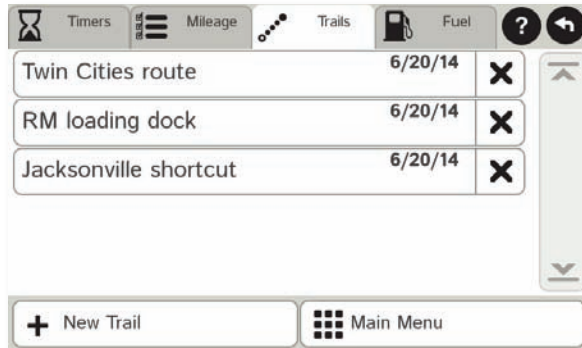 Timers Mileage Trails Fuel ?
Twin Cities route 6/20/14
RM loading dock 6/20/14
Jacksonville shortcut 6/20/14
New Trail Main Menu